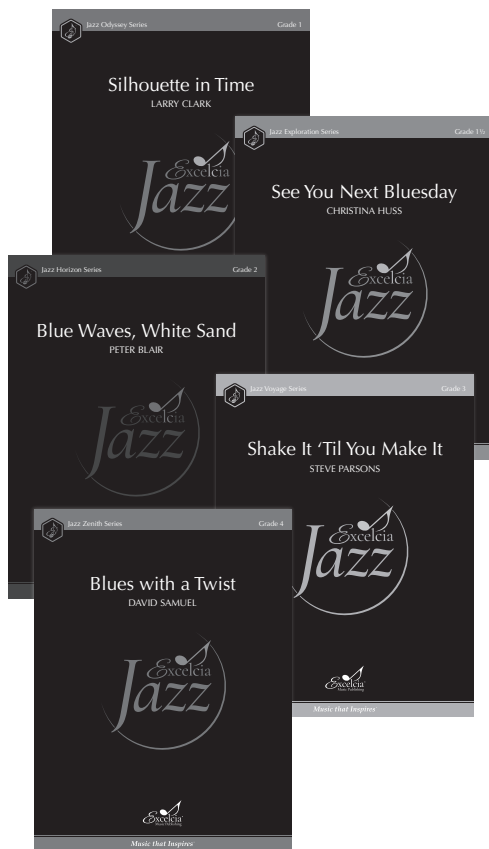 Jazz Odyssey Series Grade 1
Silhouette in Time
LARRY CLARK
Excelcia
Jazz
Jazz Exploration Series Grade 1½
See You Next Bluesday
CHRISTINA HUSS
Excelcia
Jazz
Jazz Horizon Series Grade 2
Blue Waves, White Sand
PETER BLAIR
Excelcia
Jazz
Jazz Voyage Series Grade 3
Shake It ‘Til You Make It
STEVE PARSONS
Excelcia
Jazz
Excelcia
Music Publishing
Music that Inspires
Jazz Zenith Series Grade 4
Blues with a Twist
DAVID SAMUEL
Excelcia
Jazz
Excelcia
Music Publishing
Music that Inspires